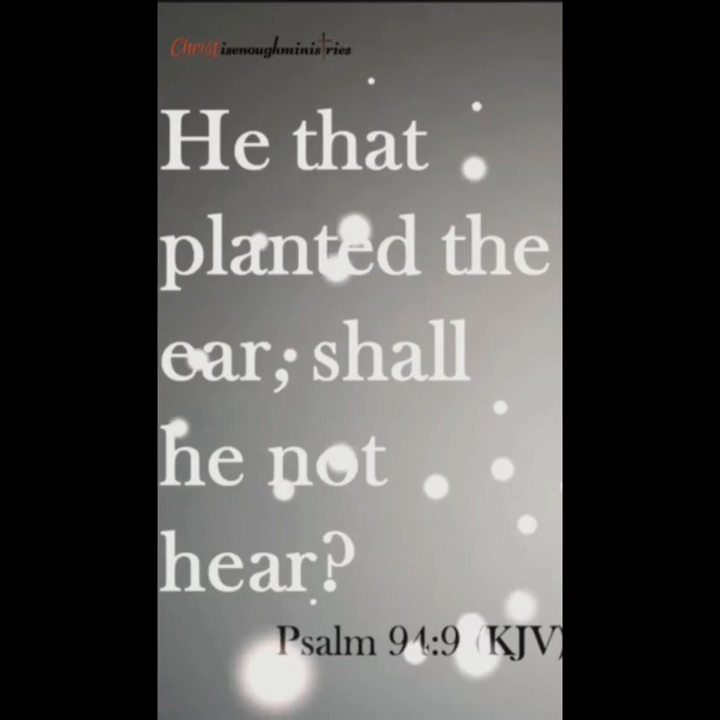 Christisenoughministries
He that
planted the
ear, shall
he not
hear?
Psalm 94:9 (KJV)